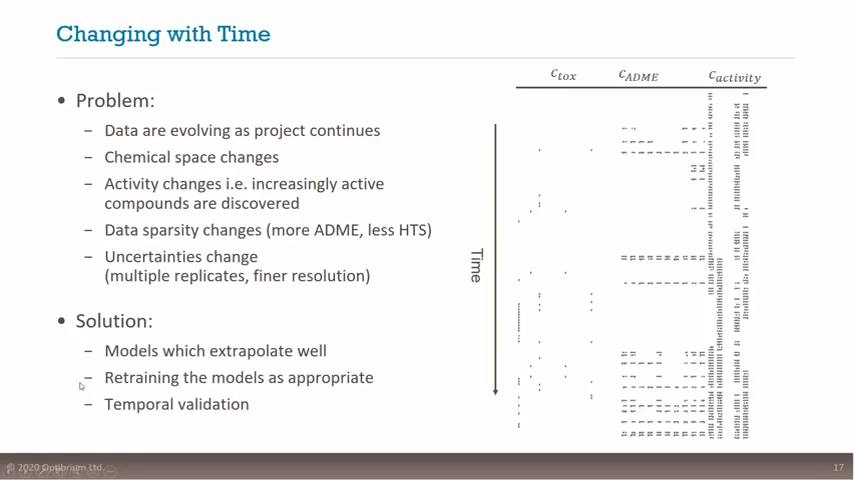 Changing with Time
C_tox C_ADME C_activity
• Problem:
− Data are evolving as project continues
− Chemical space changes
− Activity changes i.e. increasingly active
compounds are discovered
− Data sparsity changes (more ADME, less HTS)
− Uncertainties change
(multiple replicates, finer resolution)
Time
• Solution:
− Models which extrapolate well
− Retraining the models as appropriate
− Temporal validation
© 2020 Optibrium Ltd.
17